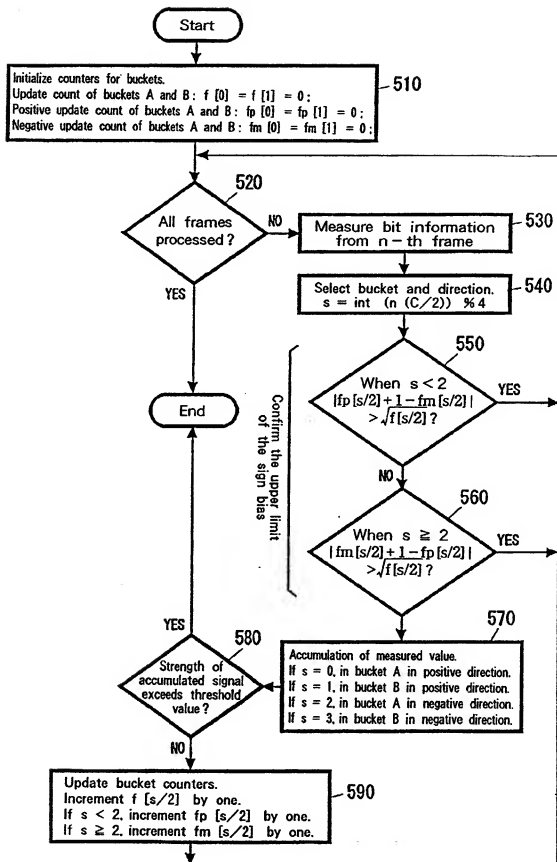 Start
Initialize counters for buckets.
Update count of buckets A and B: f [0] = f [1] = 0;
Positive update count of buckets A and B: fp [0] = fp [1] = 0;
Negative update count of buckets A and B: fm [0] = fm [1] = 0;
510
520
All frames
processed?
NO
YES
Measure bit information
from n-th frame
530
Select bucket and direction.
s = int (n (C/2)) %4
540
550
When s < 2
|fp[s/2]+1-fm[s/2]|
>√f[s/2]?
YES
NO
End
Confirm the upper limit
of the sign bias
560
When s ≧ 2
|fm[s/2]+1-fp[s/2]|
>√f[s/2]?
YES
NO
570
Accumulation of measured value.
If s = 0, in bucket A in positive direction.
If s = 1, in bucket B in positive direction.
If s = 2, in bucket A in negative direction.
If s = 3, in bucket B in negative direction.
YES
580
Strength of
accumulated signal
exceeds threshold
value?
NO
Update bucket counters.
Increment f [s/2] by one.
If s < 2, increment fp [s/2] by one.
If s ≧ 2, increment fm [s/2] by one.
590